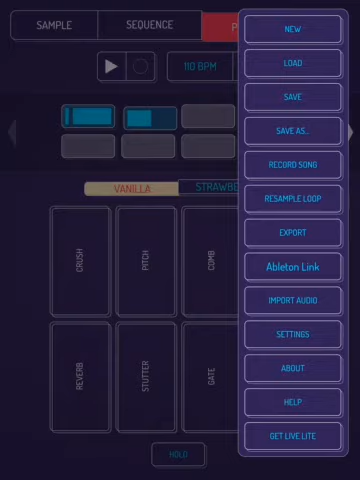 SAMPLE
SEQUENCE
P
110 BPM
VANILLA
STRAWBE
CRUSH
PITCH
COMB
REVERB
STUTTER
GATE
HOLD
NEW
LOAD
SAVE
SAVE AS..
RECORD SONG
RESAMPLE LOOP
EXPORT
Ableton Link
IMPORT AUDIO
SETTINGS
ABOUT
HELP
GET LIVE LITE